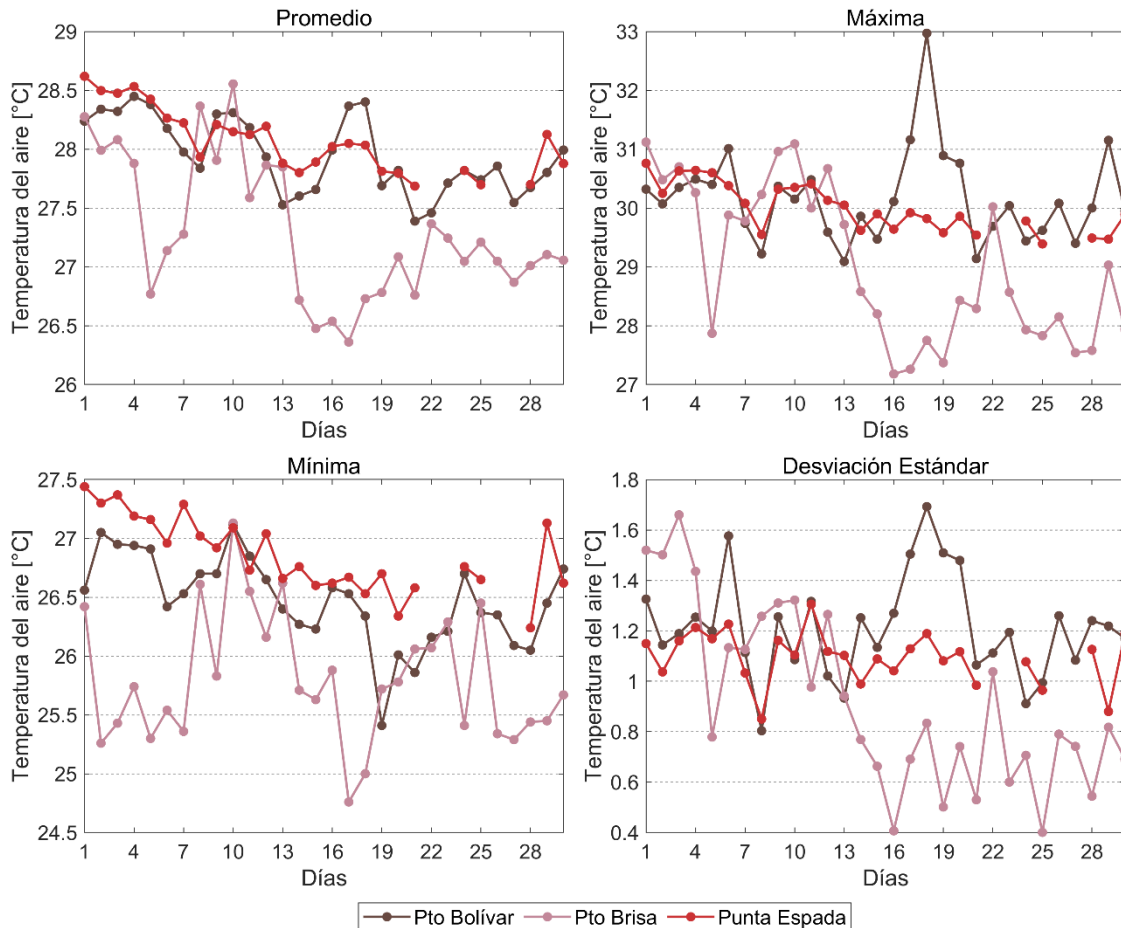 Promedio
Temperatura del aire [°C]
29
28.5
28
27.5
27
26.5
26
1 4 7 10 13 16 19 22 25 28
Días
Máxima
Temperatura del aire [°C]
33
32
31
30
29
28
27
1 4 7 10 13 16 19 22 25 28
Días
Mínima
Temperatura del aire [°C]
27.5
27
26.5
26
25.5
25
24.5
1 4 7 10 13 16 19 22 25 28
Días
Desviación Estándar
Temperatura del aire [°C]
1.8
1.6
1.4
1.2
1
0.8
0.6
0.4
1 4 7 10 13 16 19 22 25 28
Días
Pto Bolívar Pto Brisa Punta Espada